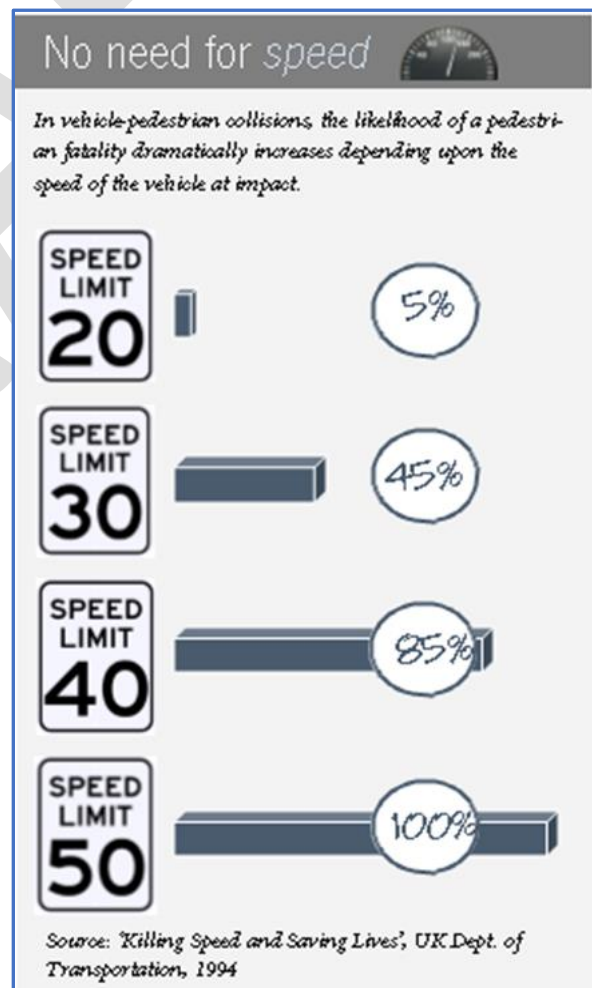 No need for speed
In vehicle-pedestrian collisions, the likelihood of a pedestri-
an fatality dramatically increases depending upon the
speed of the vehicle at impact.
SPEED
LIMIT
20
5%
SPEED
LIMIT
30
45%
SPEED
LIMIT
40
85%
SPEED
LIMIT
50
100%
Source: 'Killing Speed and Saving Lives', UK Dept. of
Transportation, 1994